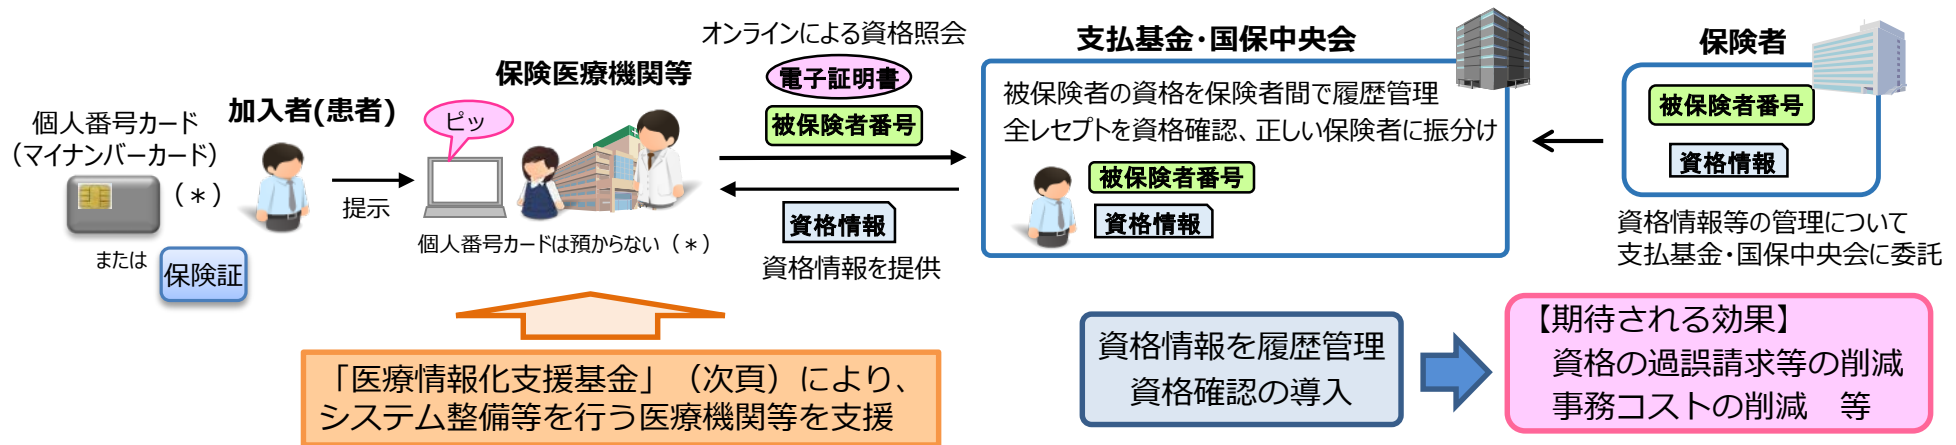 個人番号カード
（マイナンバーカード）
（＊）
または
保険証
加入者(患者)
提示
保険医療機関等
ピッ
個人番号カードは預からない（＊）
オンラインによる資格照会
電子証明書
被保険者番号
資格情報
資格情報を提供
支払基金・国保中央会
被保険者の資格を保険者間で履歴管理
全レセプトを資格確認、正しい保険者に振分け
被保険者番号
資格情報
保険者
被保険者番号
資格情報
資格情報等の管理について
支払基金・国保中央会に委託
「医療情報化支援基金」（次頁）により、
システム整備等を行う医療機関等を支援
資格情報を履歴管理
資格確認の導入
【期待される効果】
資格の過誤請求等の削減
事務コストの削減　等